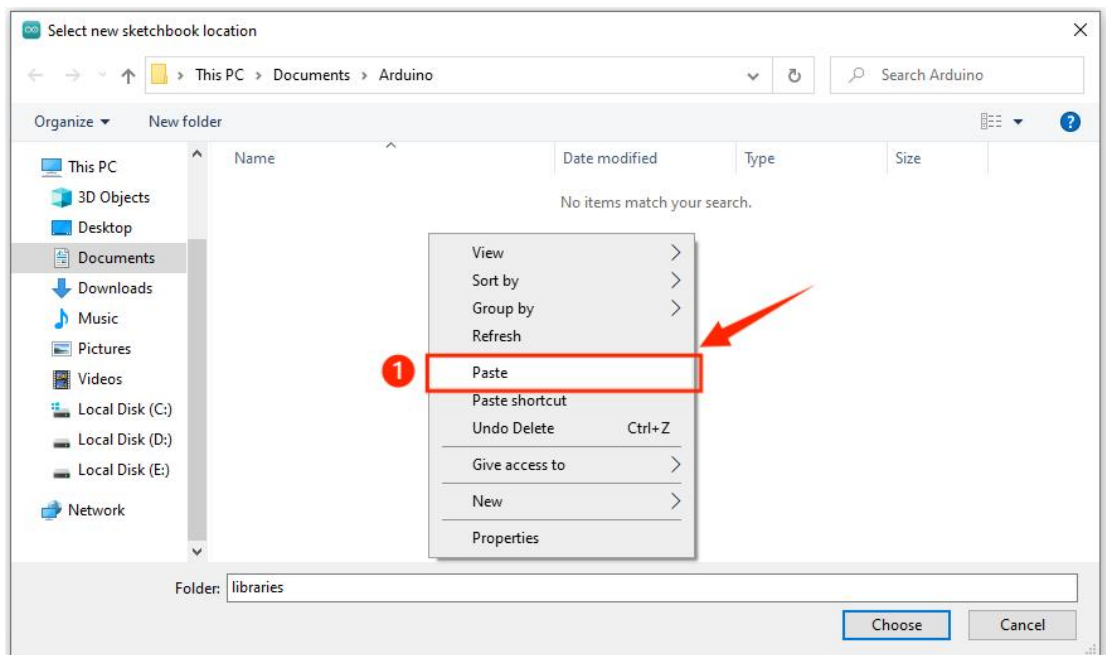 Select new sketchbook location
This PC > Documents > Arduino
Search Arduino
Organize
New folder
?
Name
Date modified
Type
Size
This PC
3D Objects
Desktop
Documents
Downloads
Music
Pictures
Videos
Local Disk (C:)
Local Disk (D:)
Local Disk (E:)
Network
No items match your search.
View
Sort by
Group by
Refresh
1
Paste
Paste shortcut
Undo Delete Ctrl+Z
Give access to
New
Properties
Folder: libraries
Choose
Cancel